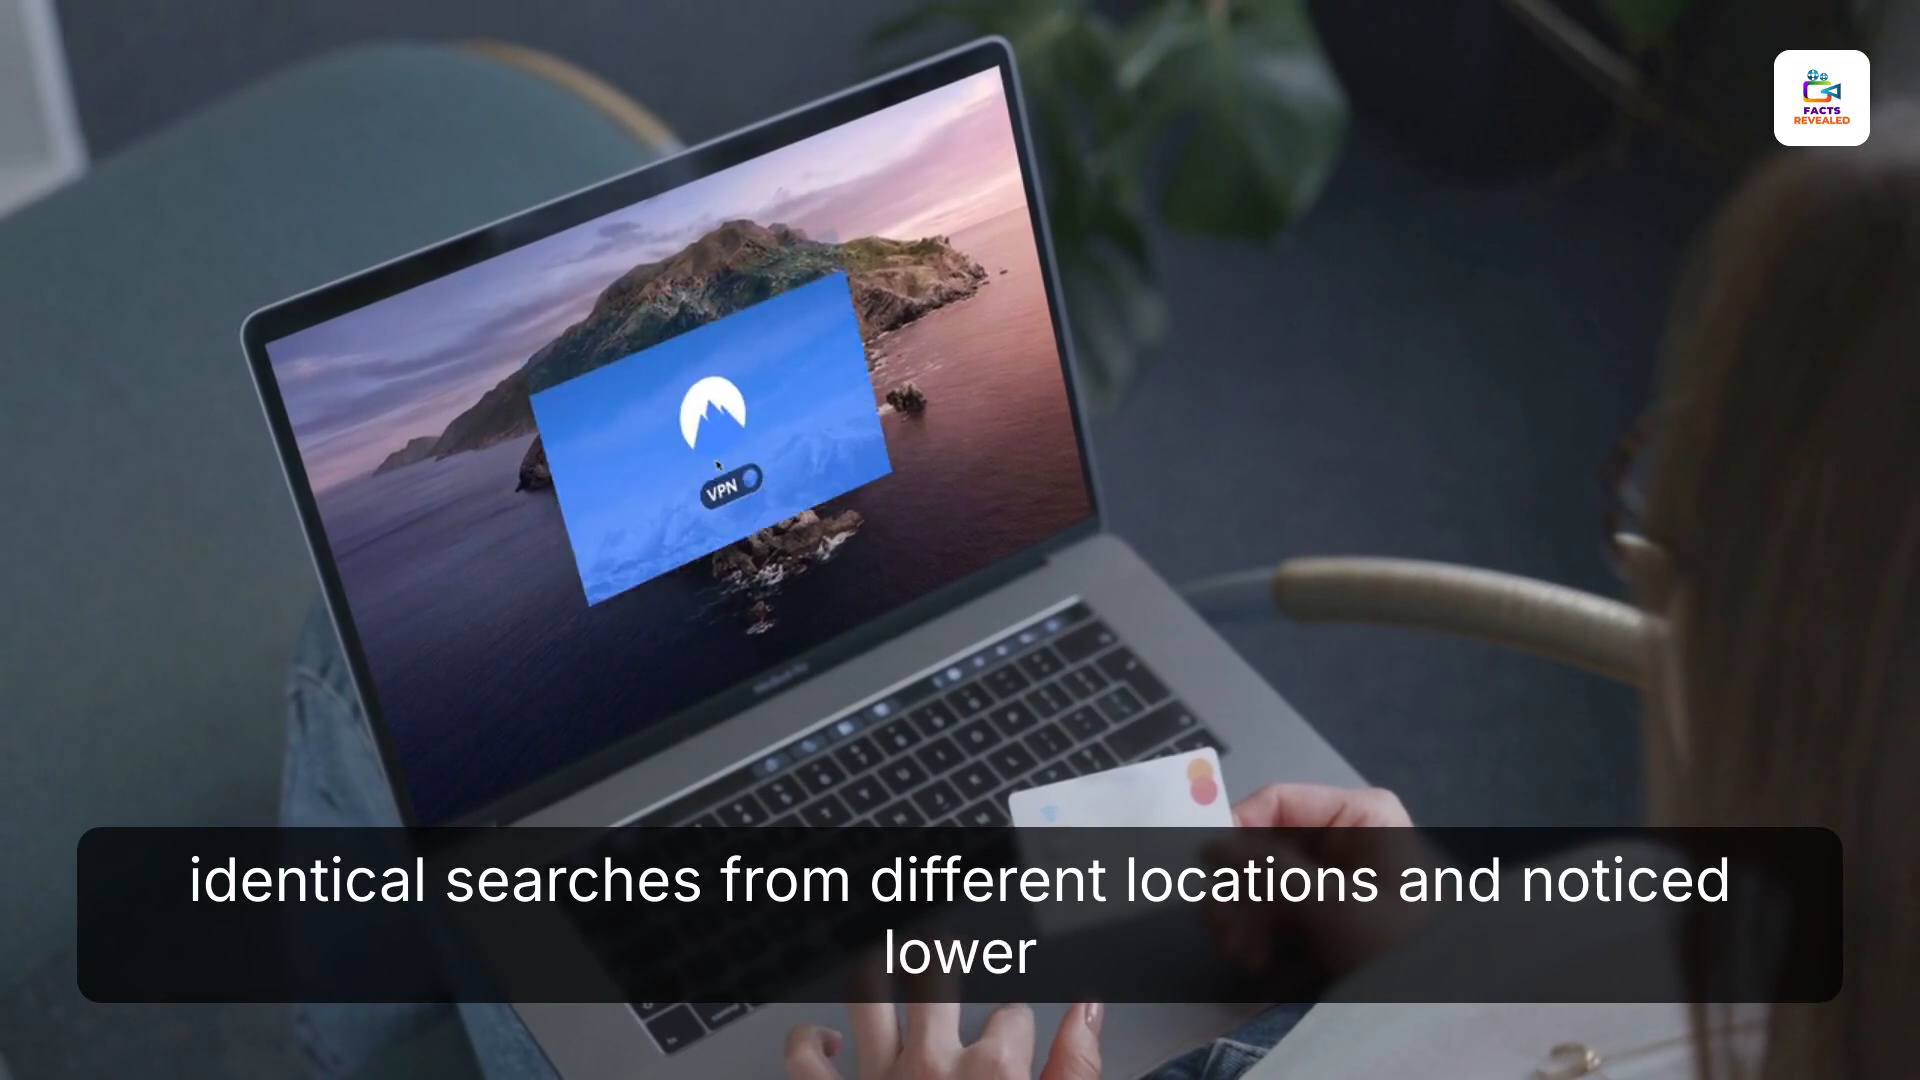 FACTS
REVEALED
VPN
identical searches from different locations and noticed
lower